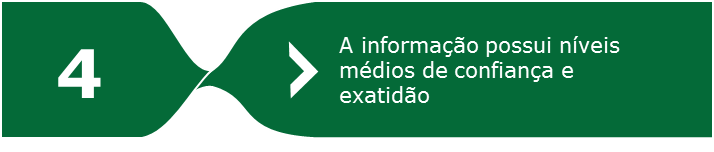 4
A informação possui níveis
médios de confiança e
exatidão